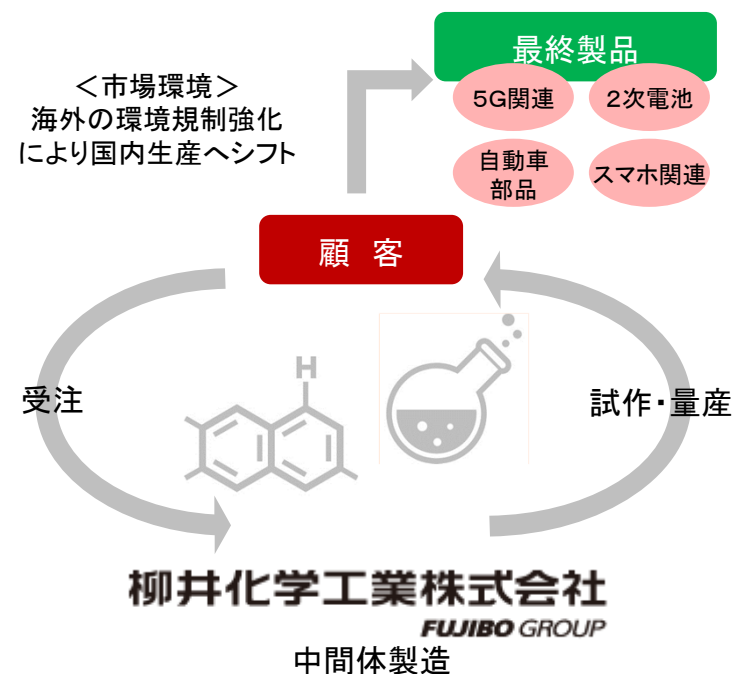 最終製品
＜市場環境＞
海外の環境規制強化
により国内生産へシフト
5G関連
２次電池
自動車
部品
スマホ関連
顧 客
H
受注
試作・量産
柳井化学工業株式会社
FUJIBO GROUP
中間体製造